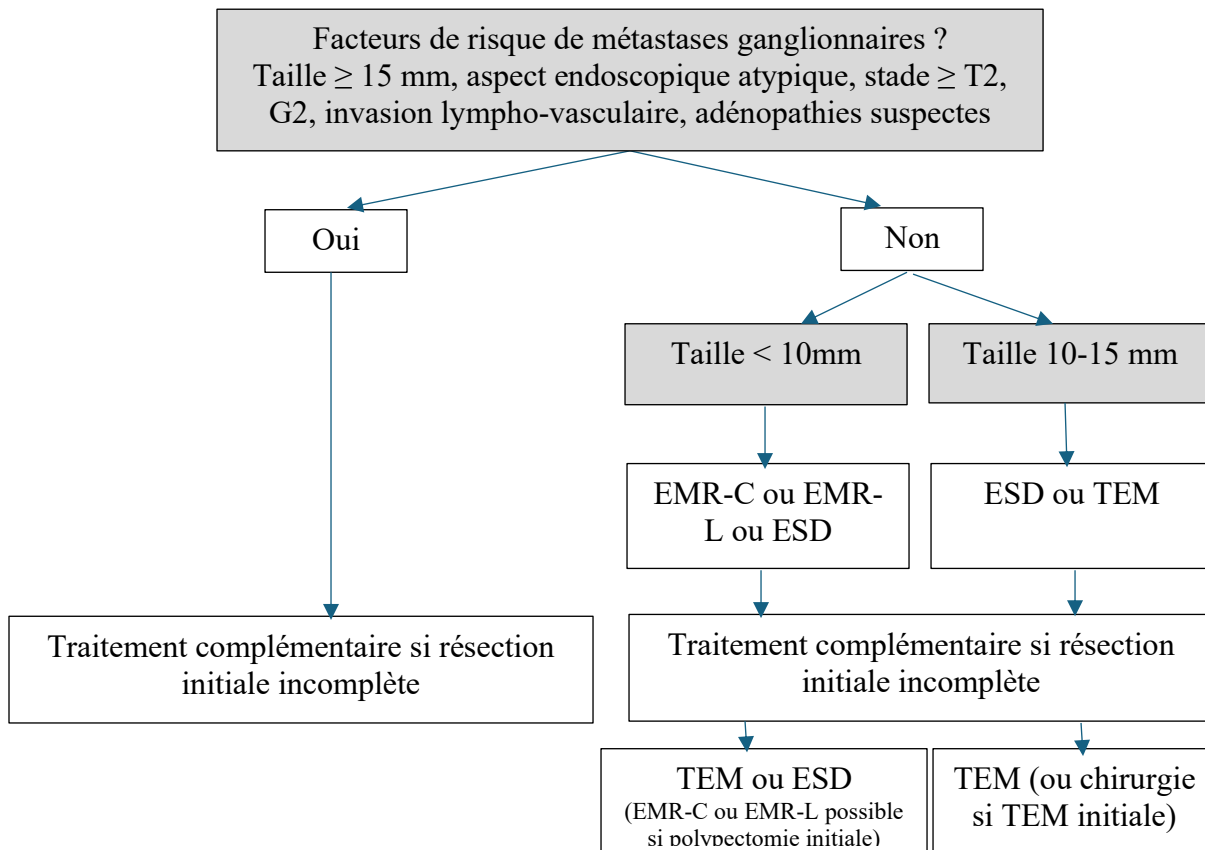 Facteurs de risque de métastases ganglionnaires ?
Taille ≥ 15 mm, aspect endoscopique atypique, stade ≥ T2,
G2, invasion lympho-vasculaire, adénopathies suspectes
Oui
Non
Taille < 10mm
Taille 10-15 mm
EMR-C ou EMR-
L ou ESD
ESD ou TEM
Traitement complémentaire si résection
initiale incomplète
Traitement complémentaire si résection
initiale incomplète
TEM ou ESD
(EMR-C ou EMR-L possible
si polypectomie initiale)
TEM (ou chirurgie
si TEM initiale)